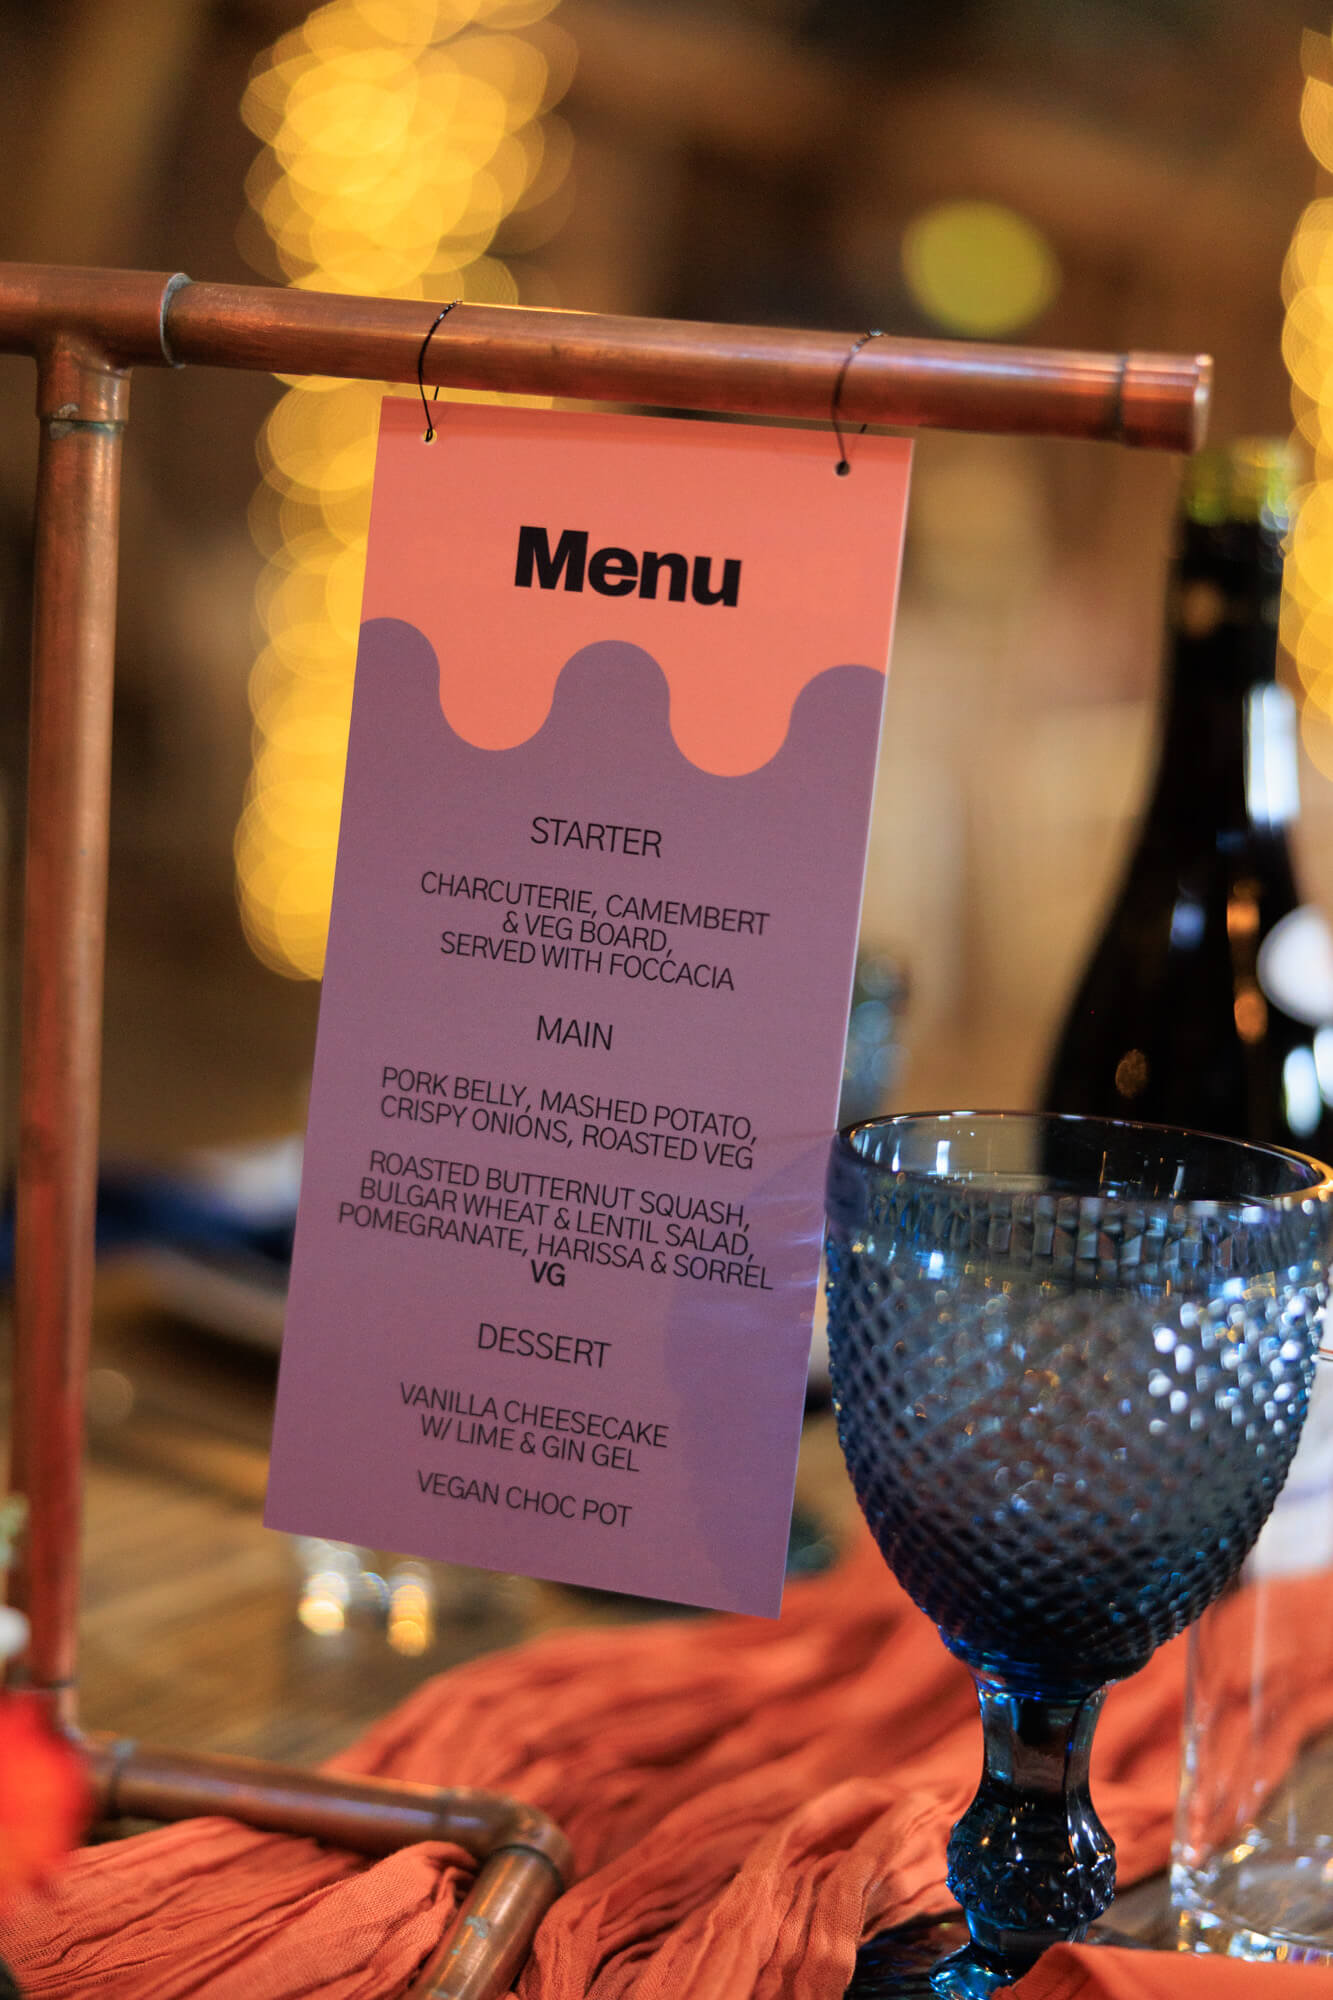 Menu
STARTER
CHARCUTERIE, CAMEMBERT
& VEG BOARD,
SERVED WITH FOCCACIA
MAIN
PORK BELLY, MASHED POTATO,
CRISPY ONIONS, ROASTED VEG
ROASTED BUTTERNUT SQUASH,
BULGAR WHEAT & LENTIL SALAD,
POMEGRANATE, HARISSA & SORREL
VG
DESSERT
VANILLA CHEESECAKE
W/ LIME & GIN GEL
VEGAN CHOC POT